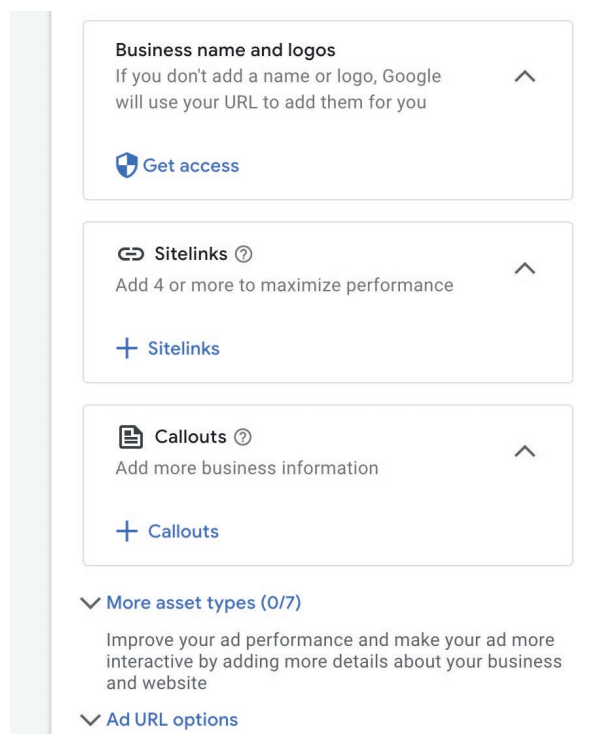 Business name and logos
If you don't add a name or logo, Google
will use your URL to add them for you
Get access
Sitelinks
Add 4 or more to maximize performance
Sitelinks
Callouts
Add more business information
Callouts
More asset types (0/7)
Improve your ad performance and make your ad more
interactive by adding more details about your business
and website
Ad URL options